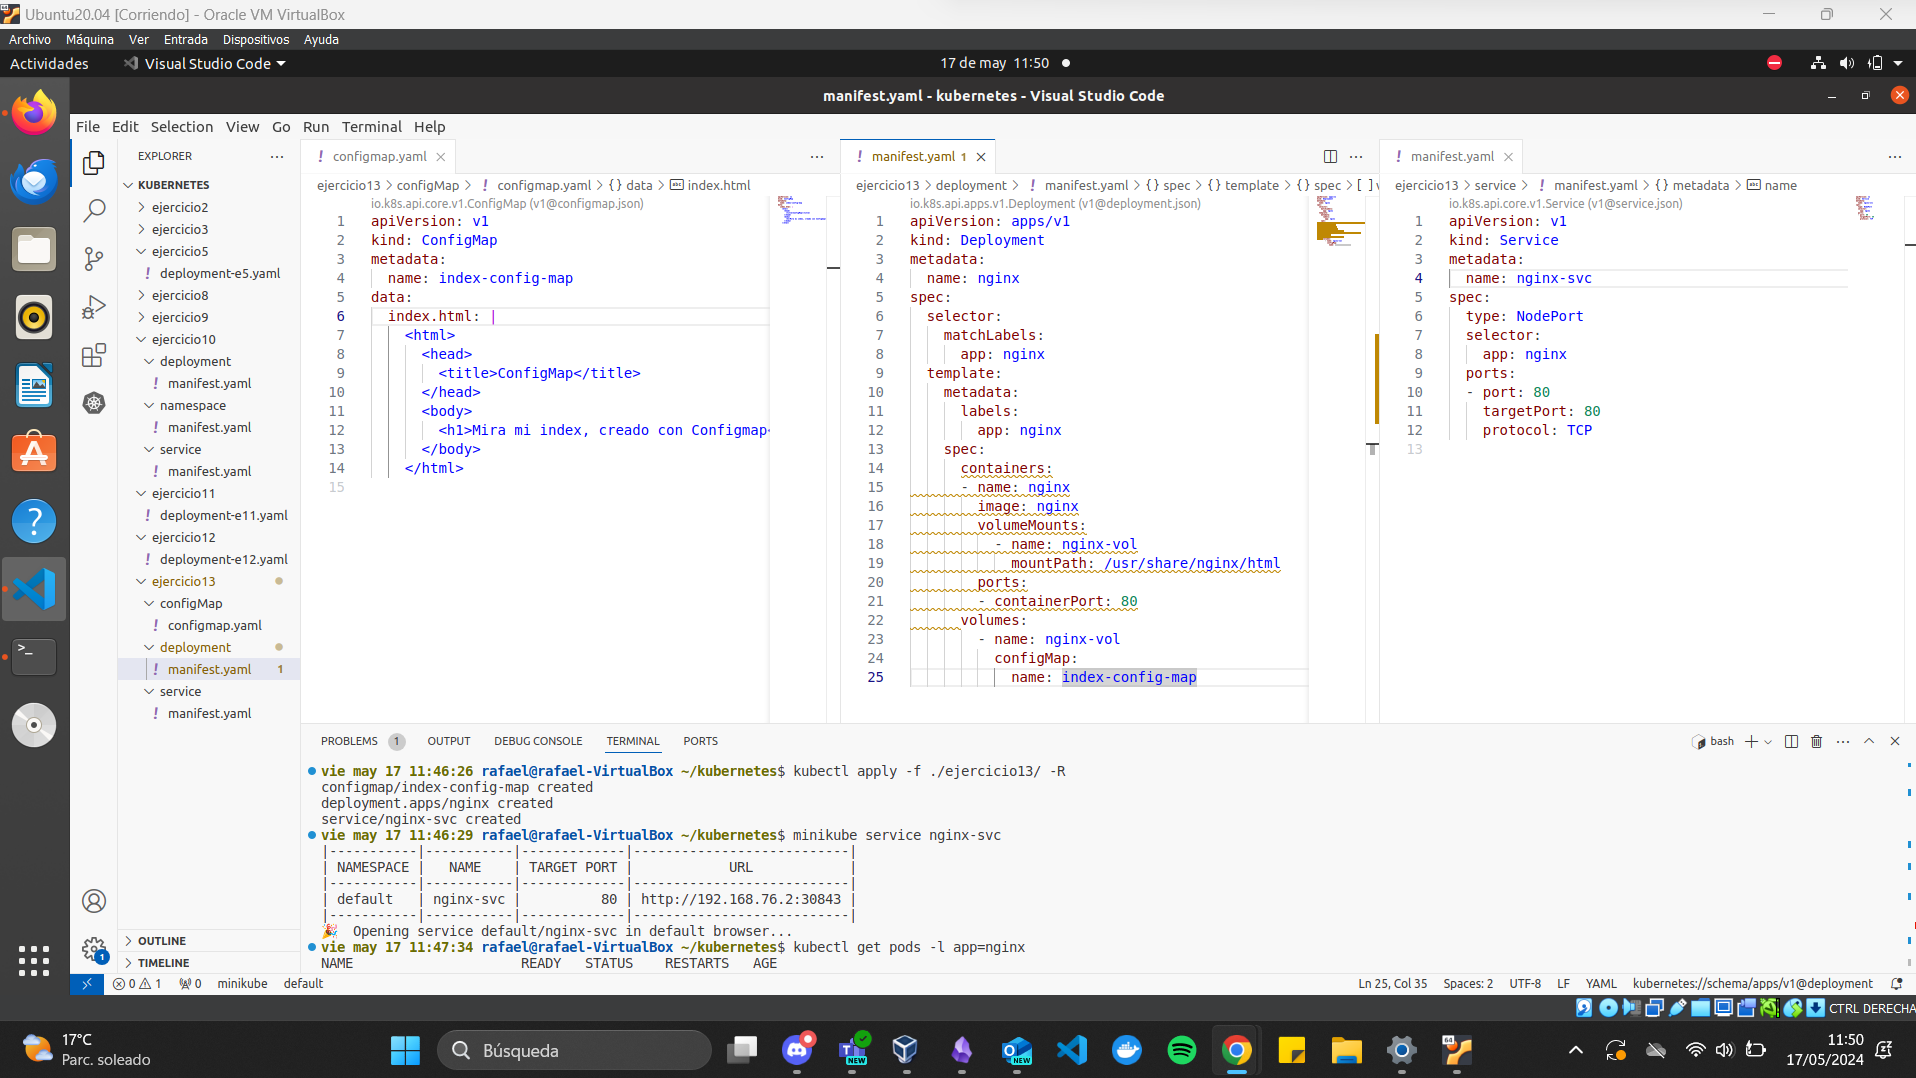 Ubuntu20.04 [Corriendo] - Oracle VM VirtualBox
Archivo Máquina Ver Entrada Dispositivos Ayuda
Actividades Visual Studio Code 17 de may 11:50
manifest.yaml - kubernetes - Visual Studio Code
File Edit Selection View Go Run Terminal Help
EXPLORER
KUBERNETES
ejercicio2
ejercicio3
ejercicio5
! deployment-e5.yaml
ejercicio8
ejercicio9
ejercicio10
deployment
! manifest.yaml
namespace
! manifest.yaml
service
! manifest.yaml
ejercicio11
! deployment-e11.yaml
ejercicio12
! deployment-e12.yaml
ejercicio13
configMap
! configmap.yaml
deployment
! manifest.yaml 1
service
! manifest.yaml
OUTLINE
TIMELINE
! configmap.yaml
ejercicio13 > configMap > ! configmap.yaml > {} data > index.html
io.k8s.api.core.v1.ConfigMap (v1@configmap.json)
1 apiVersion: v1
2 kind: ConfigMap
3 metadata:
4 name: index-config-map
5 data:
6 index.html: |
7 <html>
8 <head>
9 <title>ConfigMap</title>
10 </head>
11 <body>
12 <h1>Mira mi index, creado con Configmap<
13 </body>
14 </html>
15
! manifest.yaml 1
ejercicio13 > deployment > ! manifest.yaml > {} spec > {} template > {} spec > [ ] v
io.k8s.api.apps.v1.Deployment (v1@deployment.json)
1 apiVersion: apps/v1
2 kind: Deployment
3 metadata:
4 name: nginx
5 spec:
6 selector:
7 matchLabels:
8 app: nginx
9 template:
10 metadata:
11 labels:
12 app: nginx
13 spec:
14 containers:
15 - name: nginx
16 image: nginx
17 volumeMounts:
18 - name: nginx-vol
19 mountPath: /usr/share/nginx/html
20 ports:
21 - containerPort: 80
22 volumes:
23 - name: nginx-vol
24 configMap:
25 name: index-config-map
! manifest.yaml
ejercicio13 > service > ! manifest.yaml > {} metadata > name
io.k8s.api.core.v1.Service (v1@service.json)
1 apiVersion: v1
2 kind: Service
3 metadata:
4 name: nginx-svc
5 spec:
6 type: NodePort
7 selector:
8 app: nginx
9 ports:
10 - port: 80
11 targetPort: 80
12 protocol: TCP
13
PROBLEMS 1 OUTPUT DEBUG CONSOLE TERMINAL PORTS bash
vie may 17 11:46:26 rafael@rafael-VirtualBox ~/kubernetes$ kubectl apply -f ./ejercicio13/ -R
configmap/index-config-map created
deployment.apps/nginx created
service/nginx-svc created
vie may 17 11:46:29 rafael@rafael-VirtualBox ~/kubernetes$ minikube service nginx-svc
|-----------|-----------|-------------|---------------------------|
| NAMESPACE | NAME | TARGET PORT | URL |
|-----------|-----------|-------------|---------------------------|
| default | nginx-svc | 80 | http://192.168.76.2:30843 |
|-----------|-----------|-------------|---------------------------|
🎉 Opening service default/nginx-svc in default browser...
vie may 17 11:47:34 rafael@rafael-VirtualBox ~/kubernetes$ kubectl get pods -l app=nginx
NAME READY STATUS RESTARTS AGE
0 1 0 minikube default Ln 25, Col 35 Spaces: 2 UTF-8 LF YAML kubernetes://schema/apps/v1@deployment
CTRL DERECHA
17°C
Parc. soleado
Búsqueda
NEW
NEW
64
11:50
17/05/2024